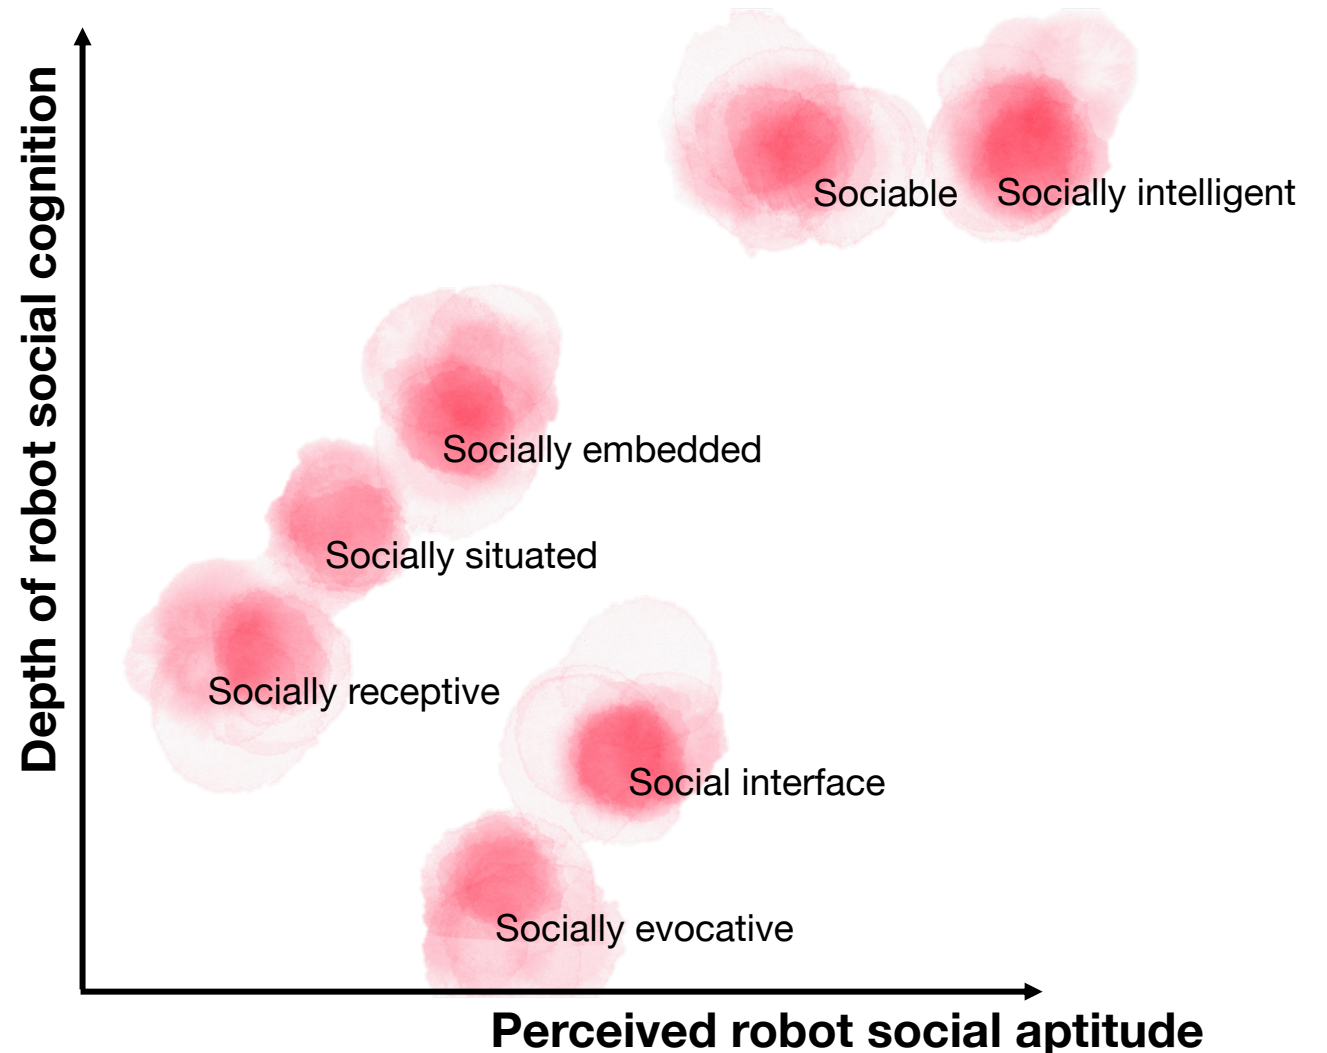 Depth of robot social cognition
Sociable
Socially intelligent
Socially embedded
Socially situated
Socially receptive
Social interface
Socially evocative
Perceived robot social aptitude